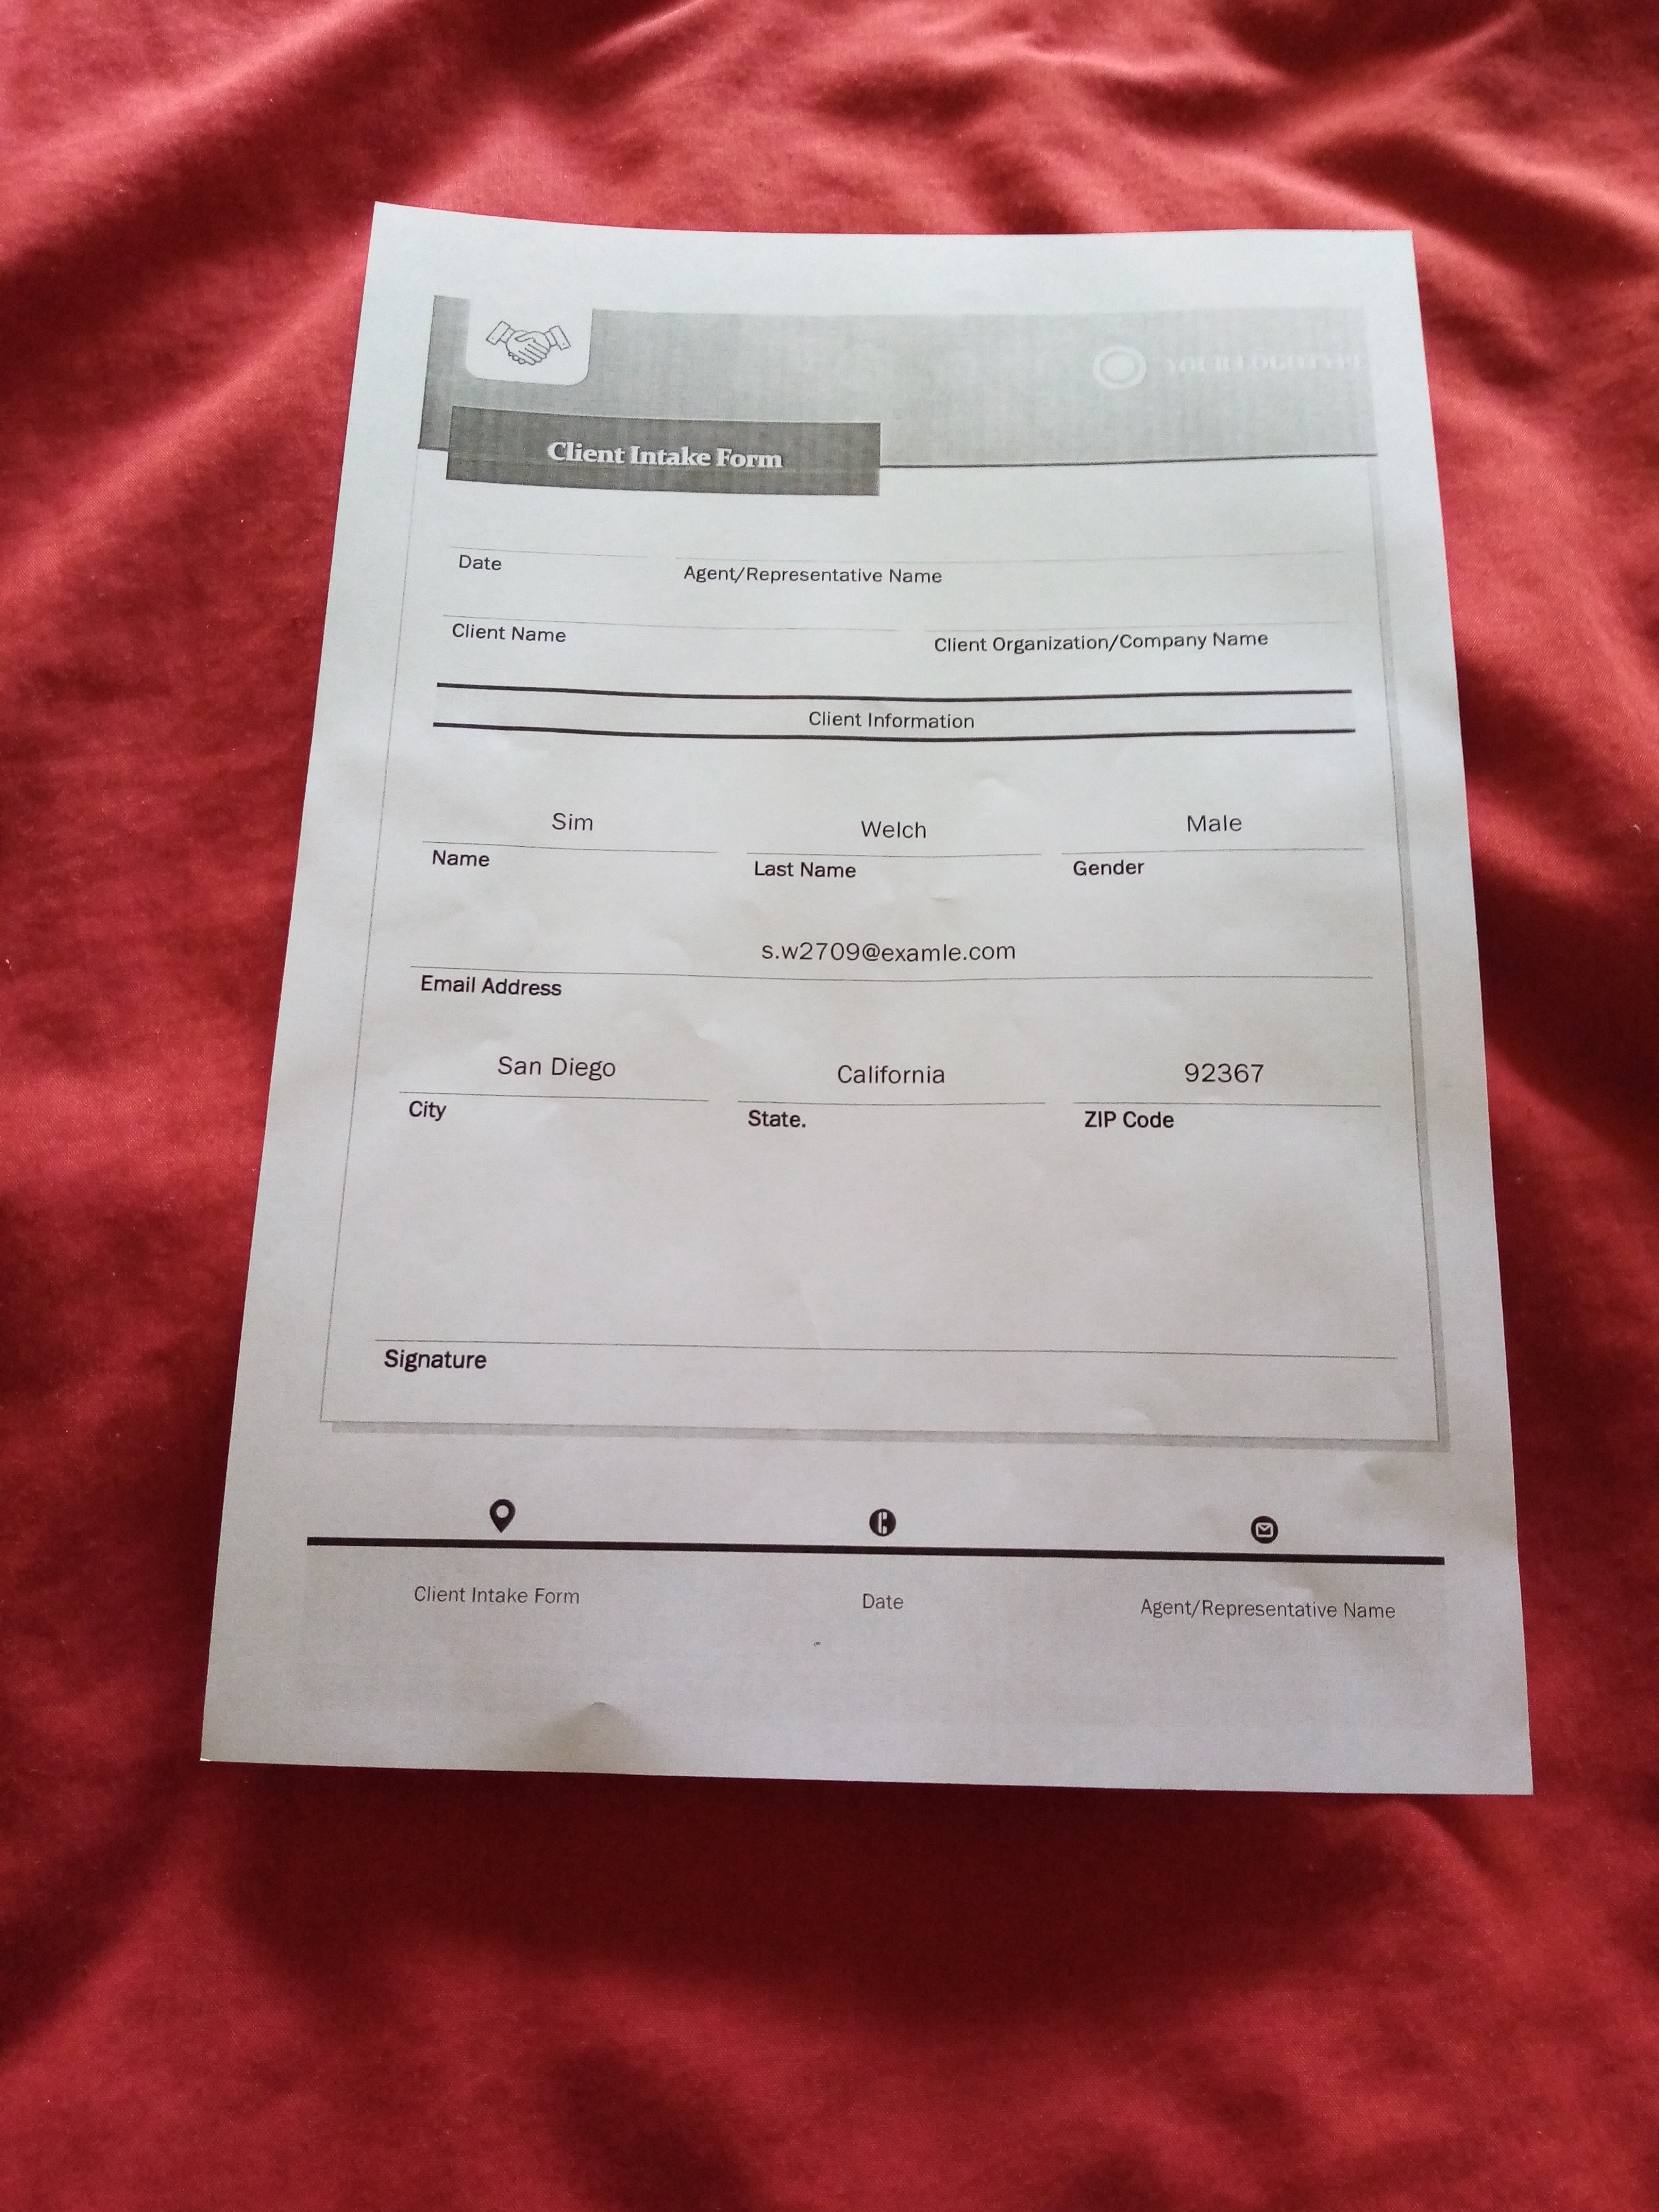 YOUR LOGOTYPE
Client Intake Form
Date Agent/Representative Name
Client Name Client Organization/Company Name
Client Information
Sim Welch Male
Name Last Name Gender
s.w2709@examle.com
Email Address
San Diego California 92367
City State. ZIP Code
Signature
Client Intake Form Date Agent/Representative Name